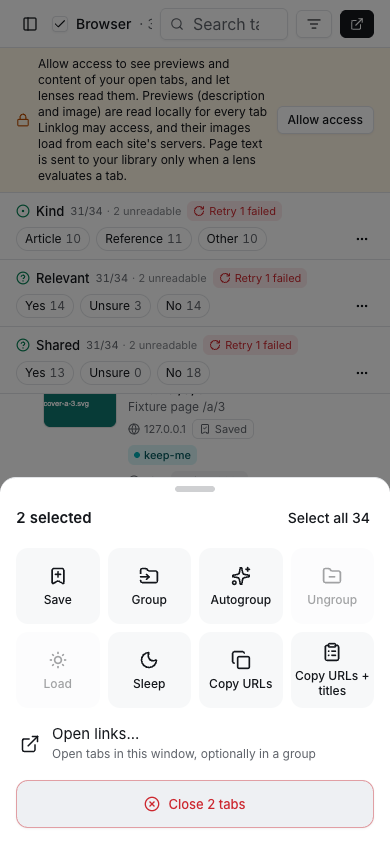 Browser · 3
Search ta
Allow access to see previews and
content of your open tabs, and let
lenses read them. Previews (description
and image) are read locally for every tab
Linklog may access, and their images
load from each site's servers. Page text
is sent to your library only when a lens
evaluates a tab.
Allow access
Kind 31/34 · 2 unreadable Retry 1 failed
Article 10 Reference 11 Other 10
Relevant 31/34 · 2 unreadable Retry 1 failed
Yes 14 Unsure 3 No 14
Shared 31/34 · 2 unreadable Retry 1 failed
Yes 13 Unsure 0 No 18
cover-a-3.svg
Fixture page /a/3
127.0.0.1 Saved
keep-me
2 selected Select all 34
Save Group Autogroup Ungroup
Load Sleep Copy URLs Copy URLs +
titles
Open links...
Open tabs in this window, optionally in a group
Close 2 tabs